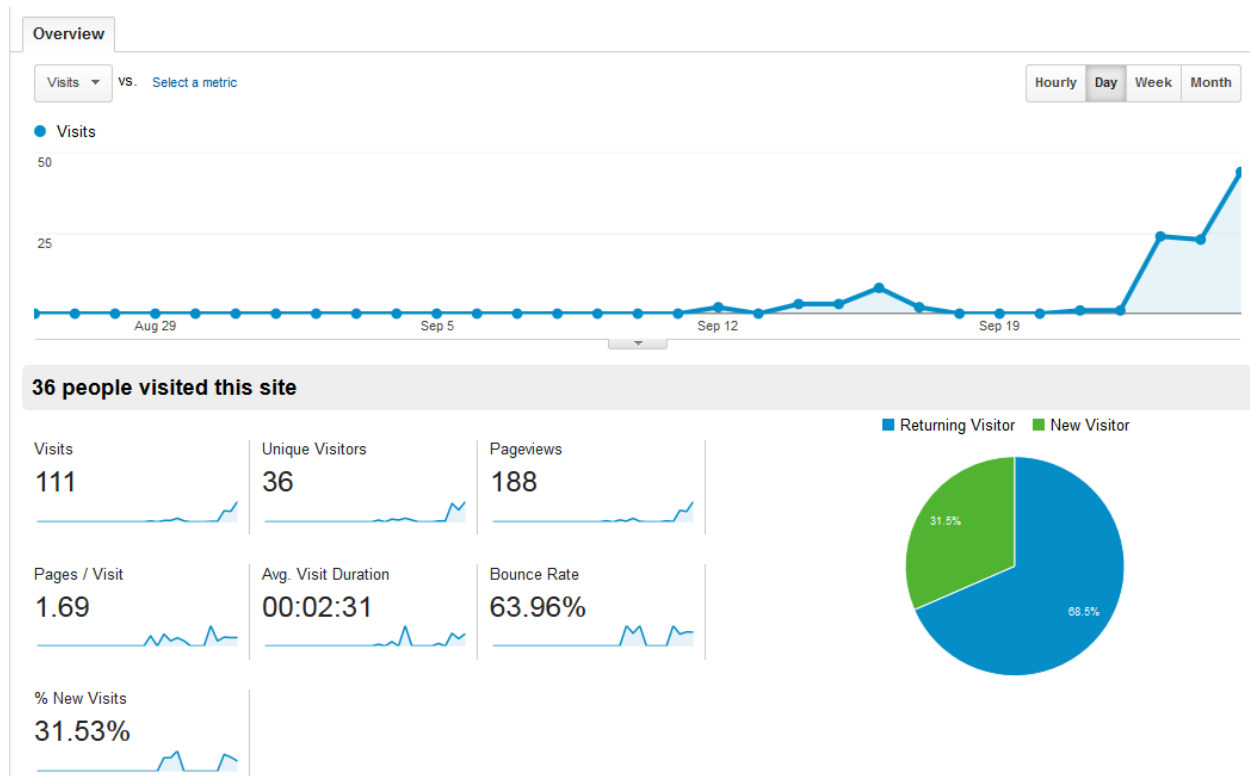 Overview
Visits VS. Select a metric Hourly Day Week Month
Visits
50
25
Aug 29 Sep 5 Sep 12 Sep 19
36 people visited this site
Returning Visitor New Visitor
Visits Unique Visitors Pageviews
111 36 188
31.5%
68.5%
Pages / Visit Avg. Visit Duration Bounce Rate
1.69 00:02:31 63.96%
% New Visits
31.53%